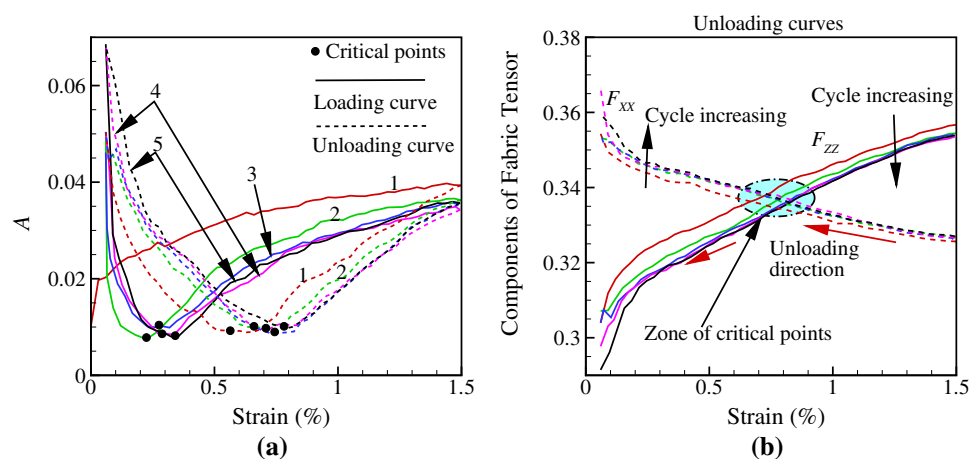 Unloading curves
0.06
0.04
0.02
0
A
Critical points
Loading curve
Unloading curve
4
5
3
1
2
1
2
0
0.5
1
1.5
Strain (%)
(a)
0.38
0.36
0.34
0.32
0.3
Components of Fabric Tensor
FXX
Cycle increasing
Cycle increasing
FZZ
Unloading
direction
Zone of critical points
0
0.5
1
1.5
Strain (%)
(b)